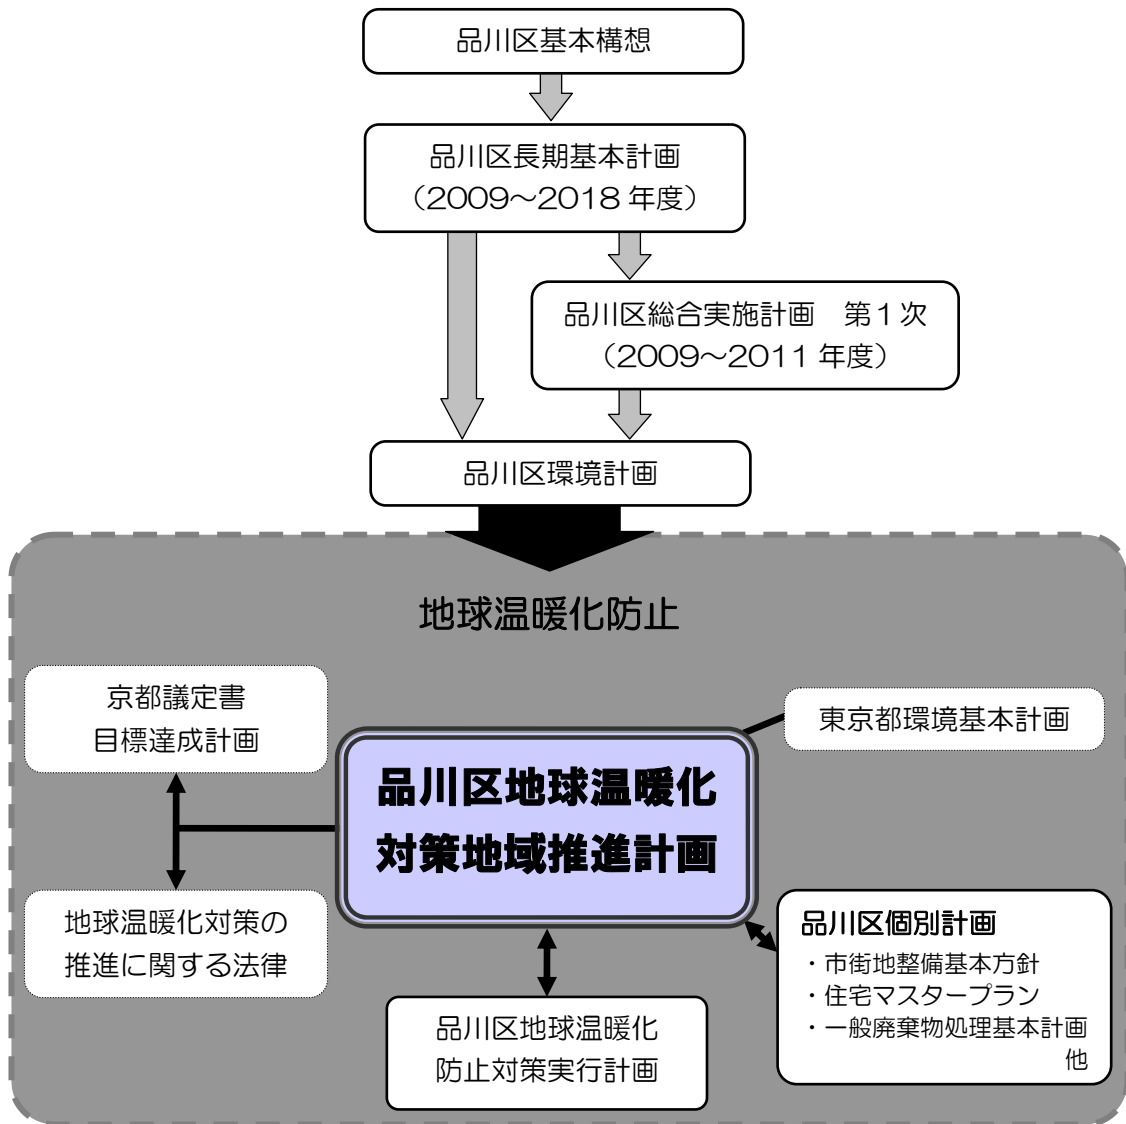 品川区基本構想
品川区長期基本計画
（2009～2018 年度）
品川区総合実施計画　第１次
（2009～2011 年度）
品川区環境計画
地球温暖化防止
京都議定書
目標達成計画
東京都環境基本計画
品川区地球温暖化
対策地域推進計画
地球温暖化対策の
推進に関する法律
品川区個別計画
・市街地整備基本方針
・住宅マスタープラン
・一般廃棄物処理基本計画
他
品川区地球温暖化
防止対策実行計画